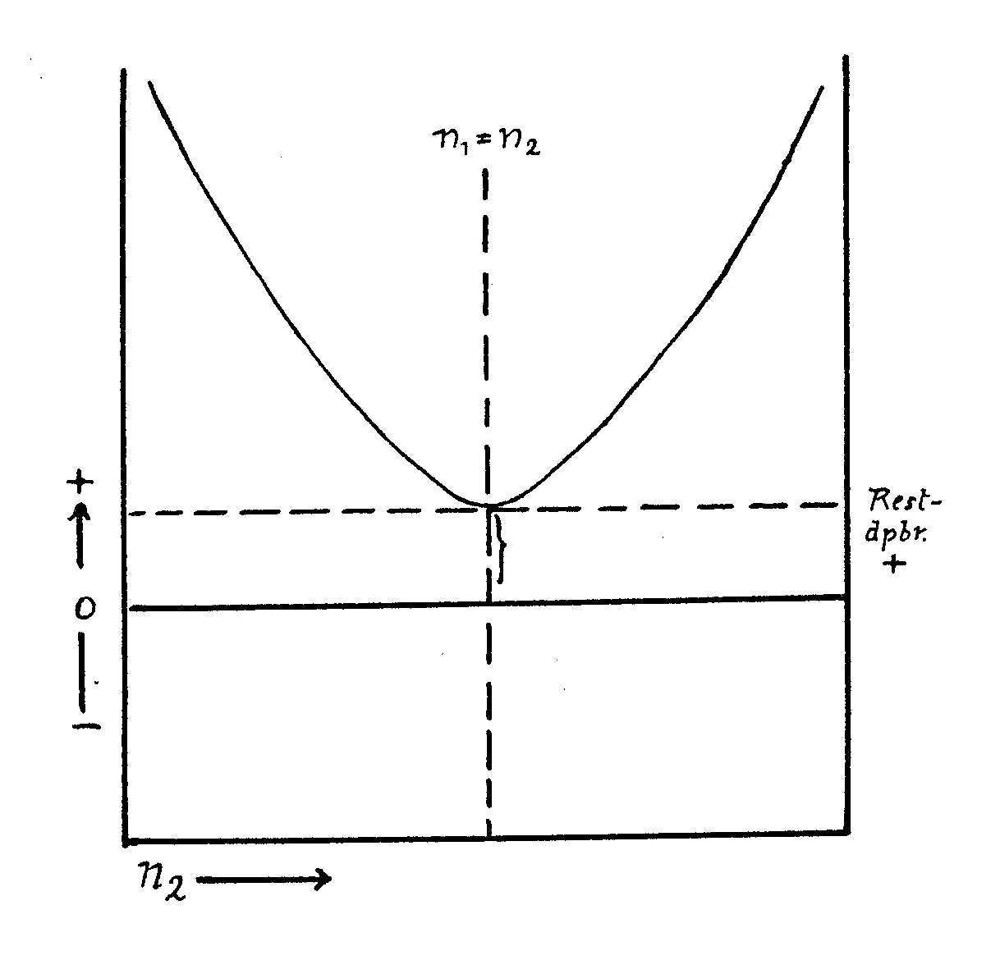 n₁ = n₂
+
Rest-
dpbr.
+
0
−
n₂